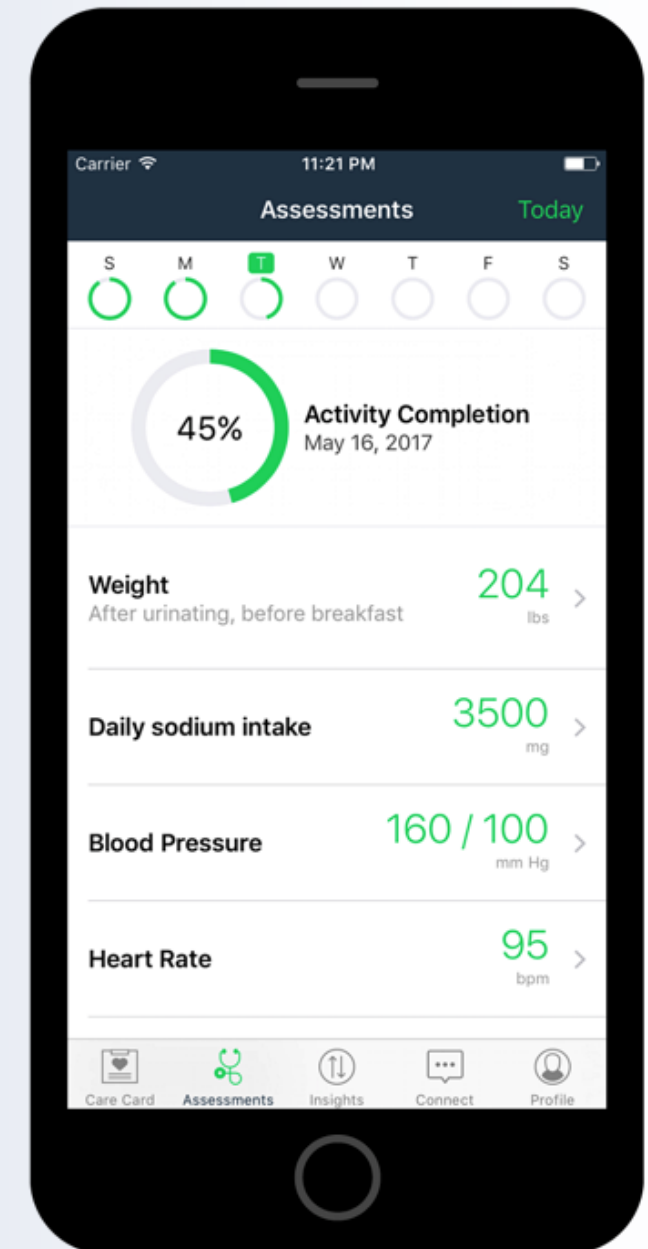 Carrier 11:21 PM
Assessments Today
S M T W T F S
45%
Activity Completion
May 16, 2017
Weight
After urinating, before breakfast
204
lbs
Daily sodium intake
3500
mg
Blood Pressure
160 / 100
mm Hg
Heart Rate
95
bpm
Care Card Assessments Insights Connect Profile